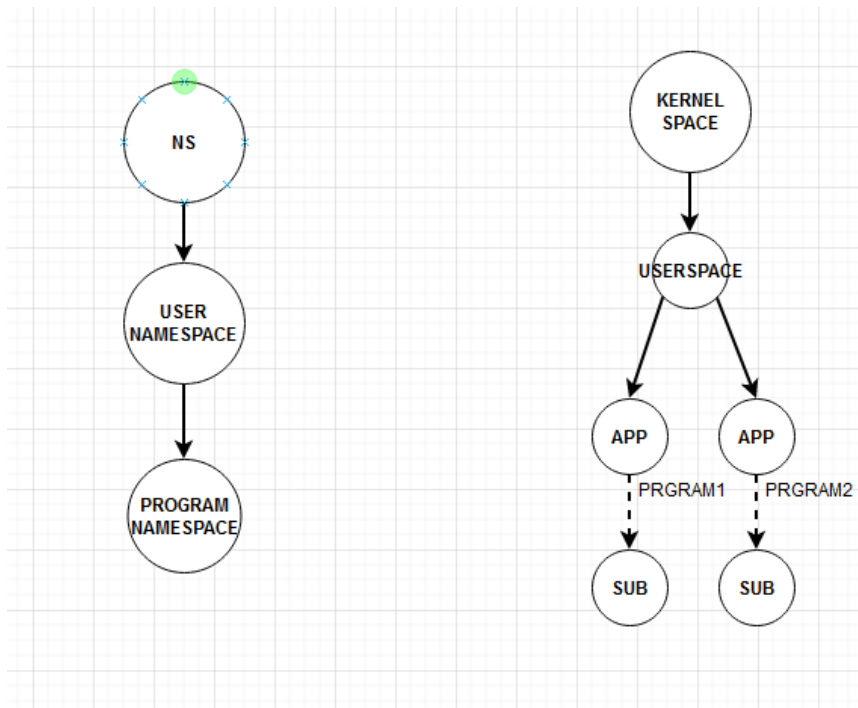 NS
USER
NAMESPACE
PROGRAM
NAMESPACE
KERNEL
SPACE
USERSPACE
APP
APP
PRGRAM1
PRGRAM2
SUB
SUB